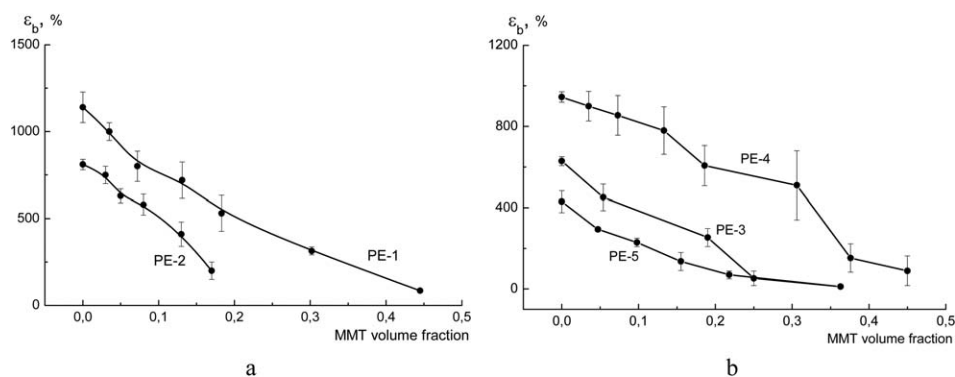 ε_b, %
1500
1000
500
0
PE-2
PE-1
0,0 0,1 0,2 0,3 0,4 0,5
MMT volume fraction
a
ε_b, %
1200
800
400
0
PE-4
PE-3
PE-5
0,0 0,1 0,2 0,3 0,4 0,5
MMT volume fraction
b